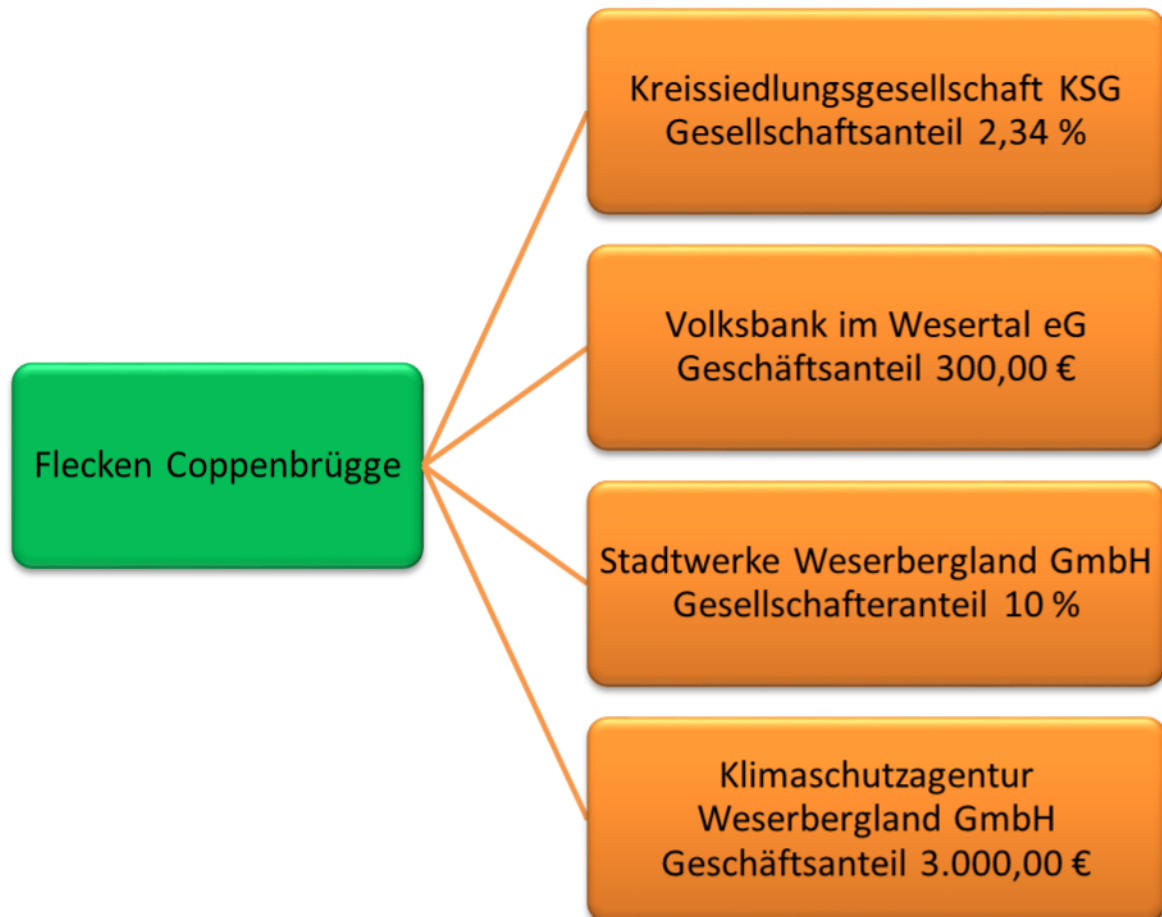 Kreissiedlungsgesellschaft KSG
Gesellschaftsanteil 2,34 %
Volksbank im Wesertal eG
Geschäftsanteil 300,00 €
Flecken Coppenbrügge
Stadtwerke Weserbergland GmbH
Gesellschafteranteil 10 %
Klimaschutzagentur
Weserbergland GmbH
Geschäftsanteil 3.000,00 €